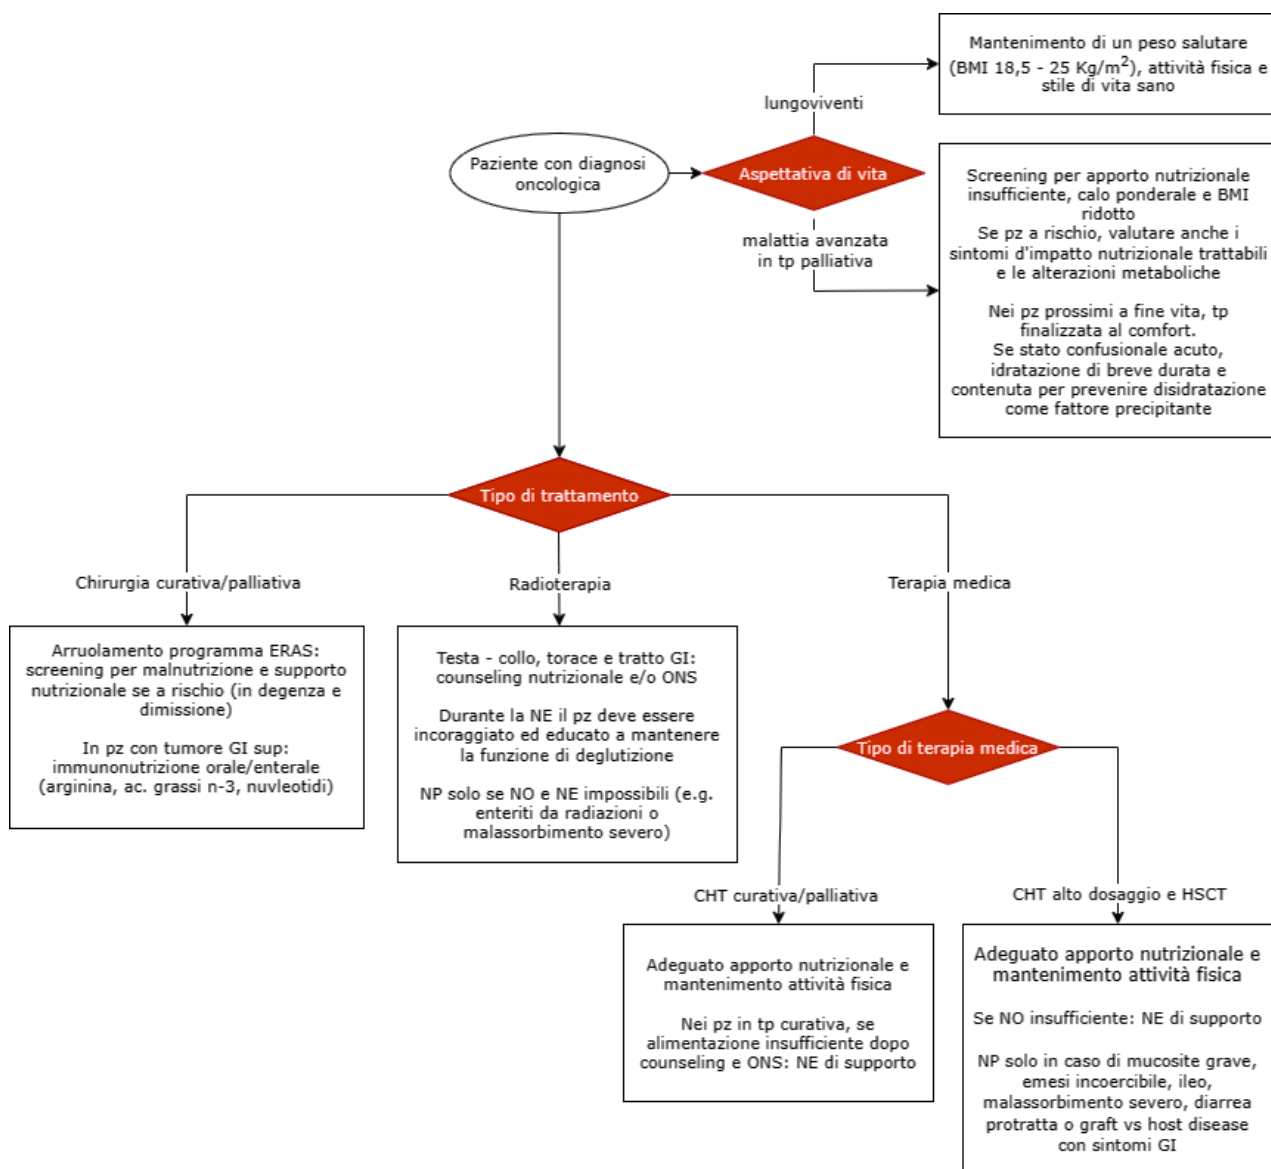 Mantenimento di un peso salutare
(BMI 18,5 - 25 Kg/m²), attività fisica e
stile di vita sano
lungoviventi
Paziente con diagnosi
oncologica
Aspettativa di vita
malattia avanzata
in tp palliativa
Screening per apporto nutrizionale
insufficiente, calo ponderale e BMI
ridotto
Se pz a rischio, valutare anche i
sintomi d'impatto nutrizionale trattabili
e le alterazioni metaboliche
Nei pz prossimi a fine vita, tp
finalizzata al comfort.
Se stato confusionale acuto,
idratazione di breve durata e
contenuta per prevenire disidratazione
come fattore precipitante
Tipo di trattamento
Chirurgia curativa/palliativa
Radioterapia
Terapia medica
Arruolamento programma ERAS:
screening per malnutrizione e supporto
nutrizionale se a rischio (in degenza e
dimissione)
In pz con tumore GI sup:
immunonutrizione orale/enterale
(arginina, ac. grassi n-3, nuvleotidi)
Testa - collo, torace e tratto GI:
counseling nutrizionale e/o ONS
Durante la NE il pz deve essere
incoraggiato ed educato a mantenere
la funzione di deglutizione
NP solo se NO e NE impossibili (e.g.
enteriti da radiazioni o
malassorbimento severo)
Tipo di terapia medica
CHT curativa/palliativa
CHT alto dosaggio e HSCT
Adeguato apporto nutrizionale e
mantenimento attività fisica
Nei pz in tp curativa, se
alimentazione insufficiente dopo
counseling e ONS: NE di supporto
Adeguato apporto nutrizionale e
mantenimento attività fisica
Se NO insufficiente: NE di supporto
NP solo in caso di mucosite grave,
emesi incoercibile, ileo,
malassorbimento severo, diarrea
protratta o graft vs host disease
con sintomi GI